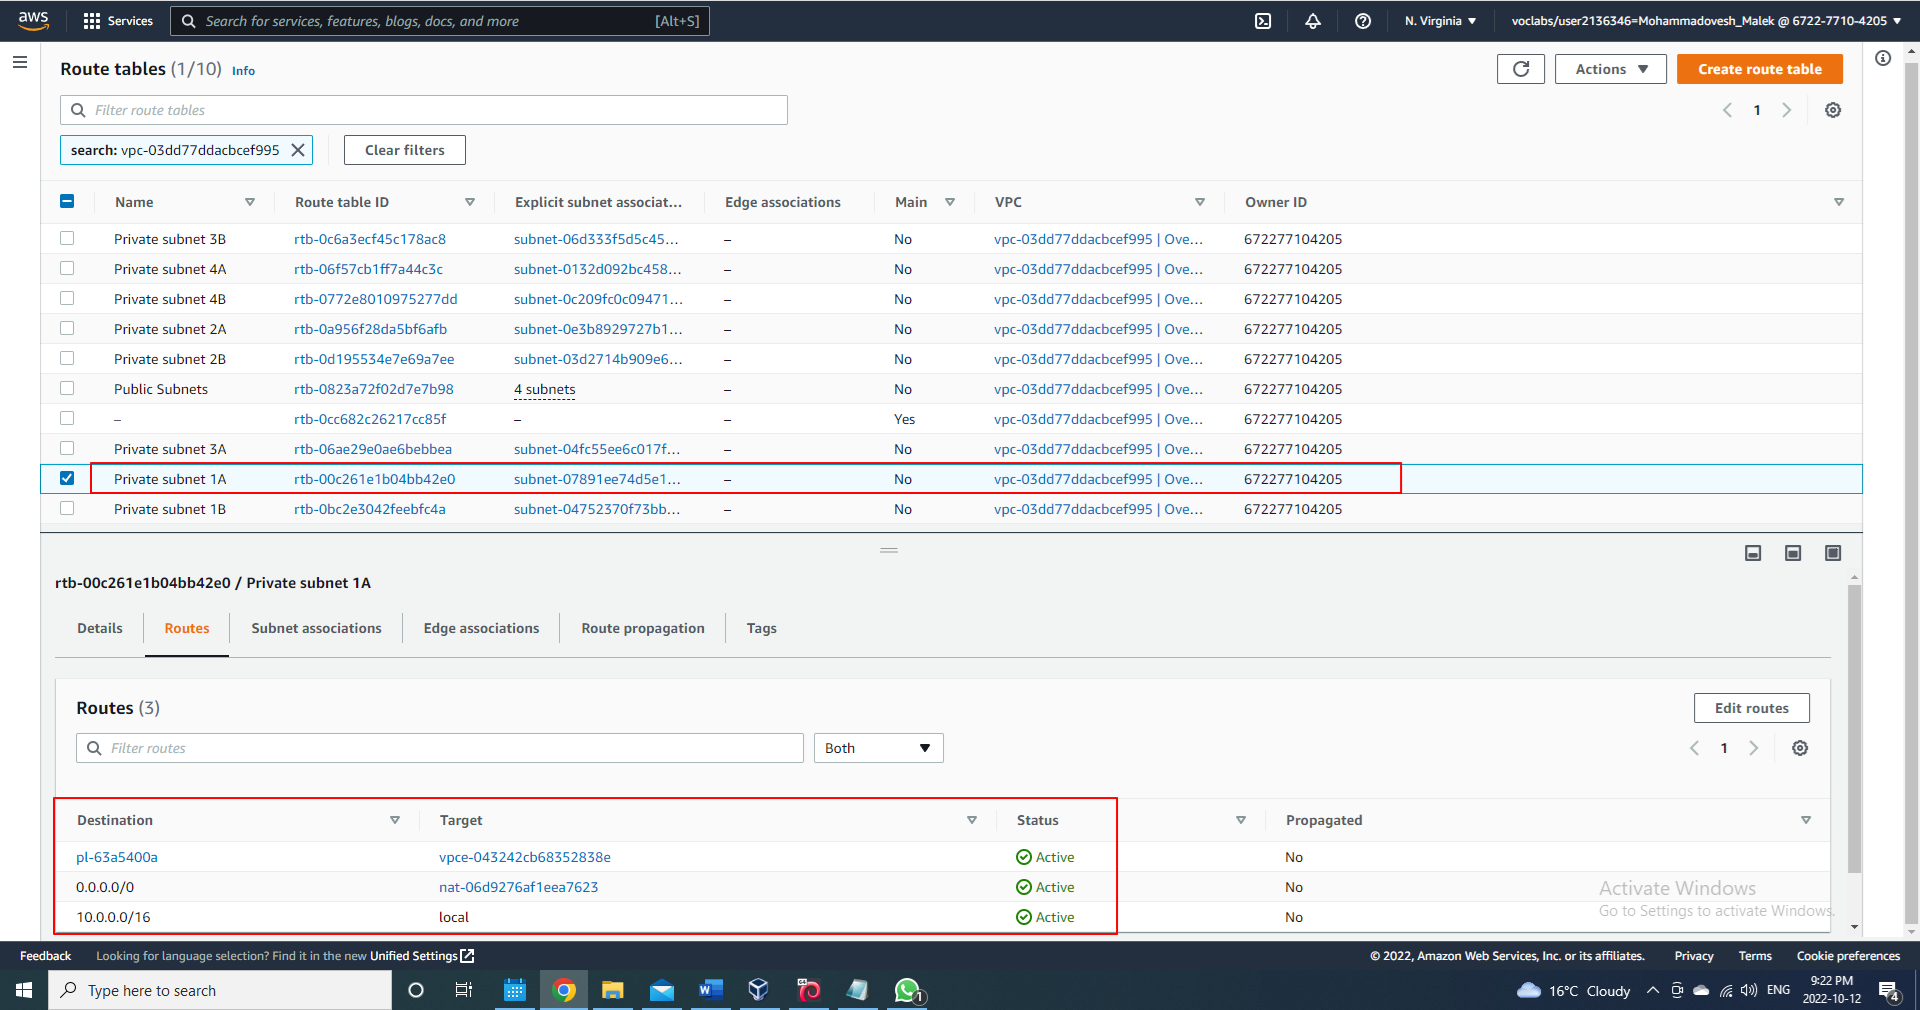 aws Services Search for services, features, blogs, docs, and more [Alt+S] N. Virginia voclabs/user2136346=Mohammadovesh_Malek @ 6722-7710-4205
Route tables (1/10) Info Actions Create route table
Filter route tables 1
search: vpc-03dd77ddacbcef995 Clear filters
Name Route table ID Explicit subnet associat... Edge associations Main VPC Owner ID
Private subnet 3B rtb-0c6a3ecf45c178ac8 subnet-06d333f5d5c45... – No vpc-03dd77ddacbcef995 | Ove... 672277104205
Private subnet 4A rtb-06f57cb1ff7a44c3c subnet-0132d092bc458... – No vpc-03dd77ddacbcef995 | Ove... 672277104205
Private subnet 4B rtb-0772e8010975277dd subnet-0c209fc0c09471... – No vpc-03dd77ddacbcef995 | Ove... 672277104205
Private subnet 2A rtb-0a956f28da5bf6afb subnet-0e3b8929727b1... – No vpc-03dd77ddacbcef995 | Ove... 672277104205
Private subnet 2B rtb-0d195534e7e69a7ee subnet-03d2714b909e6... – No vpc-03dd77ddacbcef995 | Ove... 672277104205
Public Subnets rtb-0823a72f02d7e7b98 4 subnets – No vpc-03dd77ddacbcef995 | Ove... 672277104205
– rtb-0cc682c26217cc85f – – Yes vpc-03dd77ddacbcef995 | Ove... 672277104205
Private subnet 3A rtb-06ae29e0ae6bebbea subnet-04fc55ee6c017f... – No vpc-03dd77ddacbcef995 | Ove... 672277104205
Private subnet 1A rtb-00c261e1b04bb42e0 subnet-07891ee74d5e1... – No vpc-03dd77ddacbcef995 | Ove... 672277104205
Private subnet 1B rtb-0bc2e3042feebfc4a subnet-04752370f73bb... – No vpc-03dd77ddacbcef995 | Ove... 672277104205
rtb-00c261e1b04bb42e0 / Private subnet 1A
Details Routes Subnet associations Edge associations Route propagation Tags
Routes (3) Edit routes
Filter routes Both 1
Destination Target Status Propagated
pl-63a5400a vpce-043242cb68352838e Active No
0.0.0.0/0 nat-06d9276af1eea7623 Active No
10.0.0.0/16 local Active No
Activate Windows
Go to Settings to activate Windows.
Feedback Looking for language selection? Find it in the new Unified Settings © 2022, Amazon Web Services, Inc. or its affiliates. Privacy Terms Cookie preferences
Type here to search 1 16°C Cloudy ENG 9:22 PM 4
2022-10-12